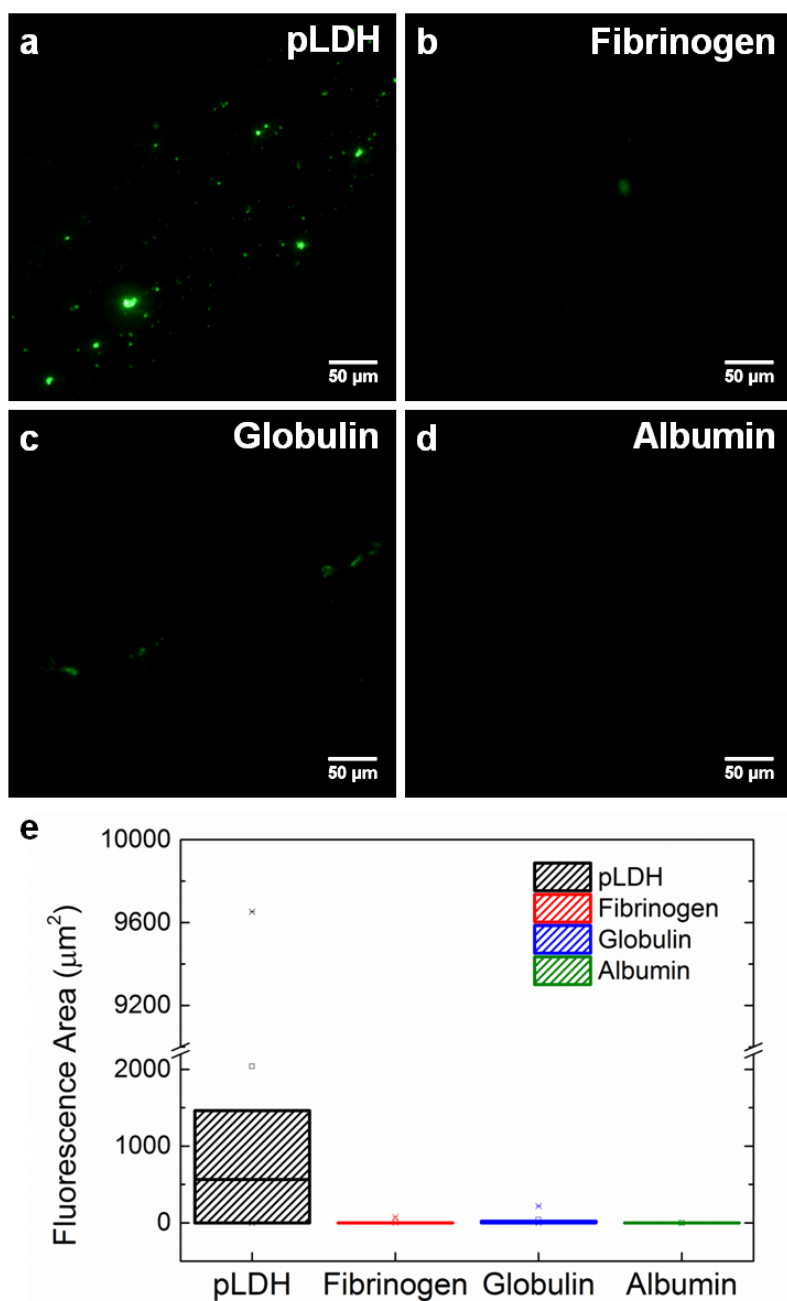 a pLDH
b Fibrinogen
50 µm
50 µm
c Globulin
d Albumin
50 µm
50 µm
e
10000
9600
9200
2000
1000
0
Fluorescence Area (µm²)
pLDH
Fibrinogen
Globulin
Albumin
pLDH Fibrinogen Globulin Albumin